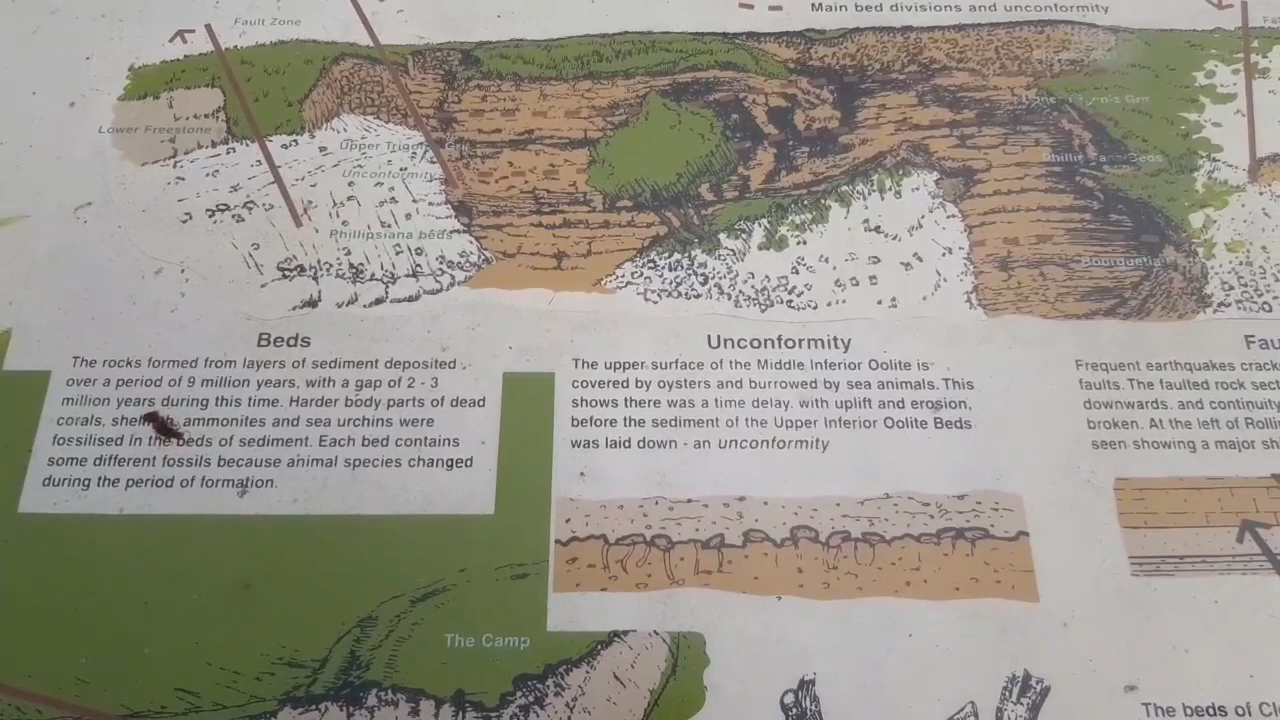 Main bed divisions and unconformity
Fault Zone
Lower Freestone
Upper
Unconformity
Phillipsiana beds
Beds
The rocks formed from layers of sediment deposited
over a period of 9 million years, with a gap of 2 - 3
million years during this time. Harder body parts of dead
corals, ammonites and sea urchins were
fossilised in the beds of sediment. Each bed contains
some different fossils because animal species changed
during the period of formation.
Unconformity
The upper surface of the Middle Inferior Oolite is
covered by oysters and burrowed by sea animals. This
shows there was a time delay, with uplift and erosion,
before the sediment of the Upper Inferior Oolite Beds
was laid down - an unconformity
Frequent earthquakes crack
faults. The faulted rock sect
downwards, and continuity
broken. At the left of Rolli
seen showing a major sh
The Camp
The beds of Cl